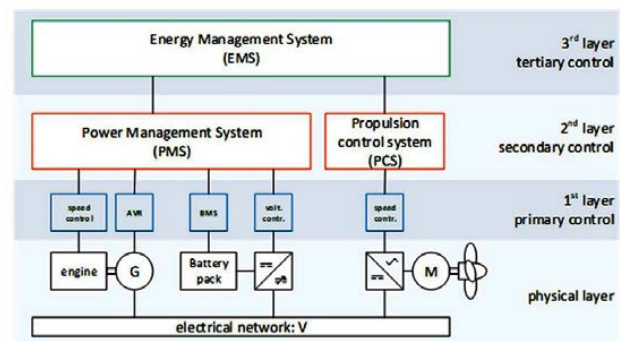 Energy Management System
(EMS)
3rd layer
tertiary control
Power Management System
(PMS)
Propulsion
control system
(PCS)
2nd layer
secondary control
speed
control
AVR
BMS
volt.
contr.
speed
contr.
1st layer
primary control
engine
G
Battery
pack
M
physical layer
electrical network: V